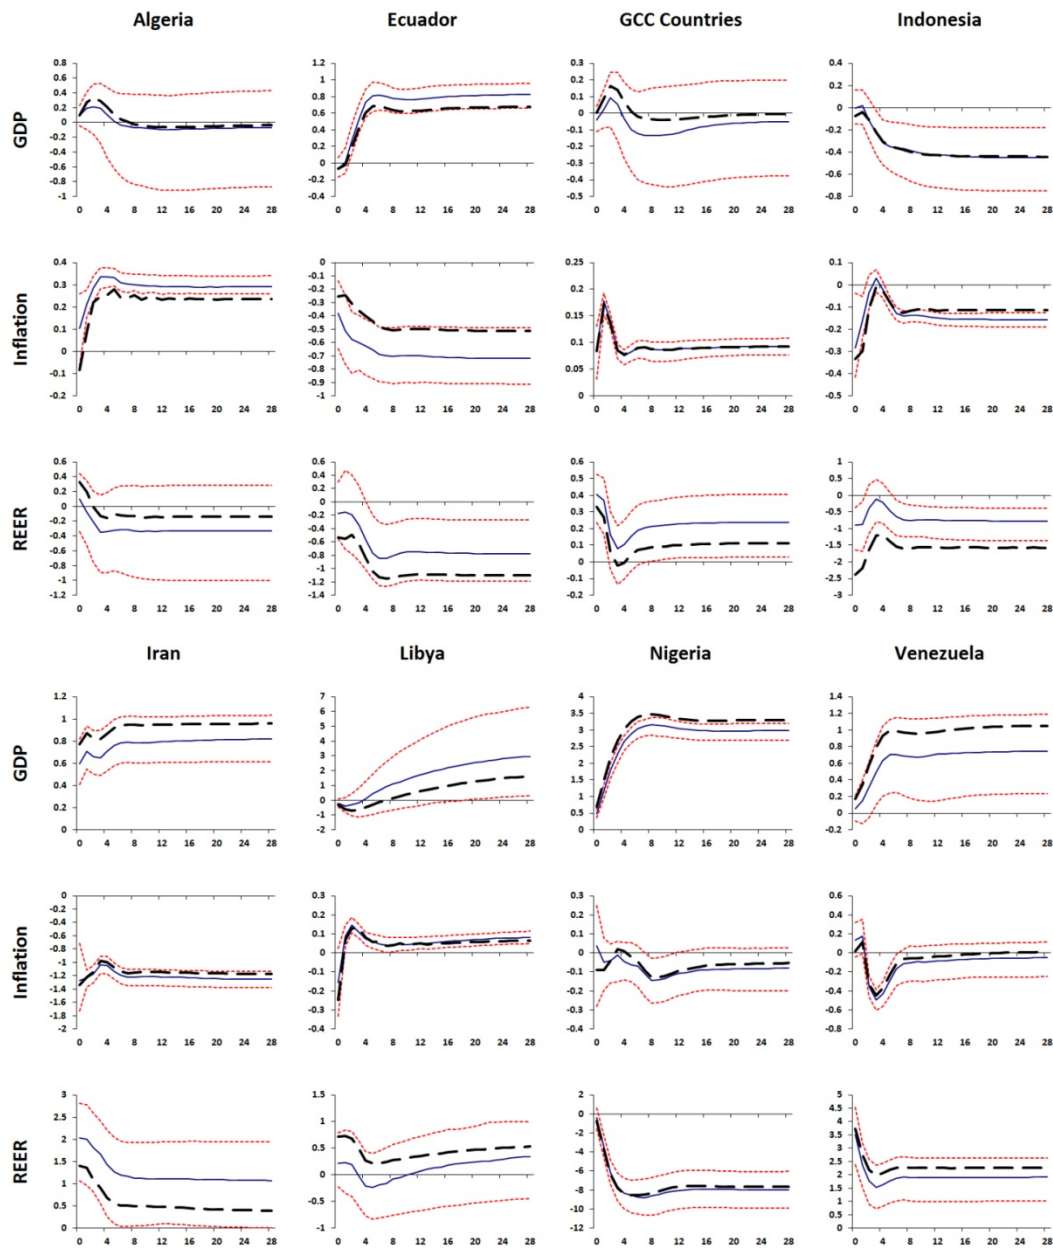 Algeria Ecuador GCC Countries Indonesia
GDP
0.8 0.6 0.4 0.2 0 -0.2 -0.4 -0.6 -0.8 -1
0 4 8 12 16 20 24 28
1.2 1 0.8 0.6 0.4 0.2 0 -0.2 -0.4
0 4 8 12 16 20 24 28
0.3 0.2 0.1 0 -0.1 -0.2 -0.3 -0.4 -0.5
0 4 8 12 16 20 24 28
0.4 0.2 0 -0.2 -0.4 -0.6 -0.8
0 4 8 12 16 20 24 28
Inflation
0.4 0.3 0.2 0.1 0 -0.1 -0.2
0 4 8 12 16 20 24 28
0 -0.1 -0.2 -0.3 -0.4 -0.5 -0.6 -0.7 -0.8 -0.9 -1
0 4 8 12 16 20 24 28
0.25 0.2 0.15 0.1 0.05 0
0 4 8 12 16 20 24 28
0.1 0 -0.1 -0.2 -0.3 -0.4 -0.5
0 4 8 12 16 20 24 28
REER
0.6 0.4 0.2 0 -0.2 -0.4 -0.6 -0.8 -1 -1.2
0 4 8 12 16 20 24 28
0.6 0.4 0.2 0 -0.2 -0.4 -0.6 -0.8 -1 -1.2 -1.4
0 4 8 12 16 20 24 28
0.6 0.5 0.4 0.3 0.2 0.1 0 -0.1 -0.2
0 4 8 12 16 20 24 28
1 0.5 0 -0.5 -1 -1.5 -2 -2.5 -3
0 4 8 12 16 20 24 28
Iran Libya Nigeria Venezuela
GDP
1.2 1 0.8 0.6 0.4 0.2 0
0 4 8 12 16 20 24 28
7 6 5 4 3 2 1 0 -1 -2
0 4 8 12 16 20 24 28
4 3.5 3 2.5 2 1.5 1 0.5 0
0 4 8 12 16 20 24 28
1.4 1.2 1 0.8 0.6 0.4 0.2 0 -0.2
0 4 8 12 16 20 24 28
Inflation
0 -0.2 -0.4 -0.6 -0.8 -1 -1.2 -1.4 -1.6 -1.8 -2
0 4 8 12 16 20 24 28
0.3 0.2 0.1 0 -0.1 -0.2 -0.3 -0.4
0 4 8 12 16 20 24 28
0.3 0.2 0.1 0 -0.1 -0.2 -0.3 -0.4
0 4 8 12 16 20 24 28
0.6 0.4 0.2 0 -0.2 -0.4 -0.6 -0.8
0 4 8 12 16 20 24 28
REER
3 2.5 2 1.5 1 0.5 0
0 4 8 12 16 20 24 28
1.5 1 0.5 0 -0.5 -1
0 4 8 12 16 20 24 28
2 0 -2 -4 -6 -8 -10 -12
0 4 8 12 16 20 24 28
5 4.5 4 3.5 3 2.5 2 1.5 1 0.5 0
0 4 8 12 16 20 24 28